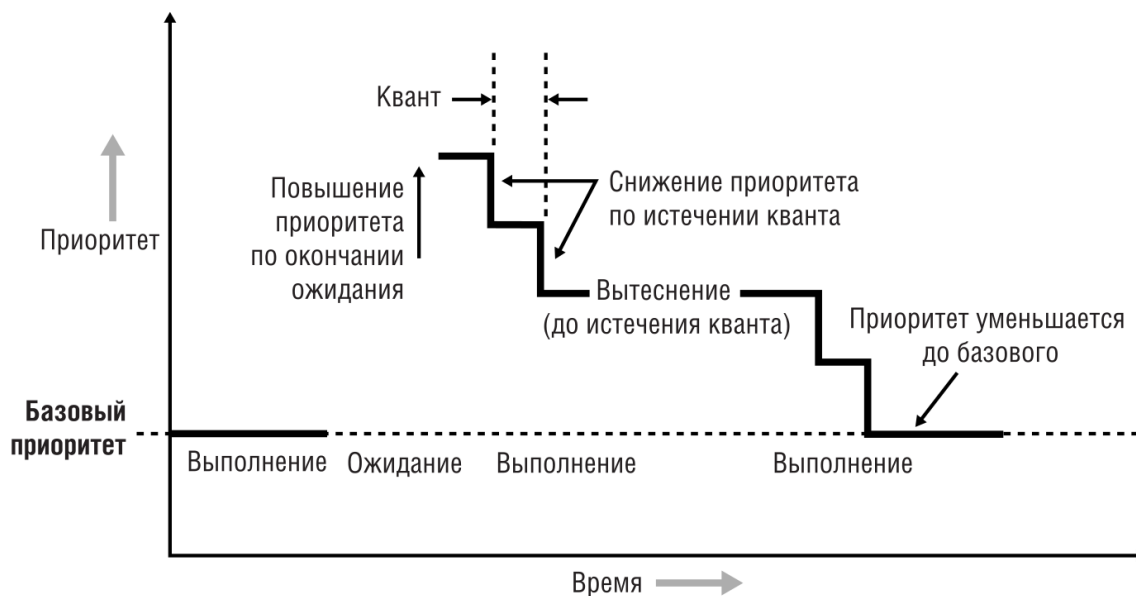 Квант
Повышение
приоритета
по окончании
ожидания
Снижение приоритета
по истечении кванта
Приоритет
Вытеснение
(до истечения кванта)
Приоритет уменьшается
до базового
Базовый
приоритет
Выполнение
Ожидание
Выполнение
Выполнение
Время